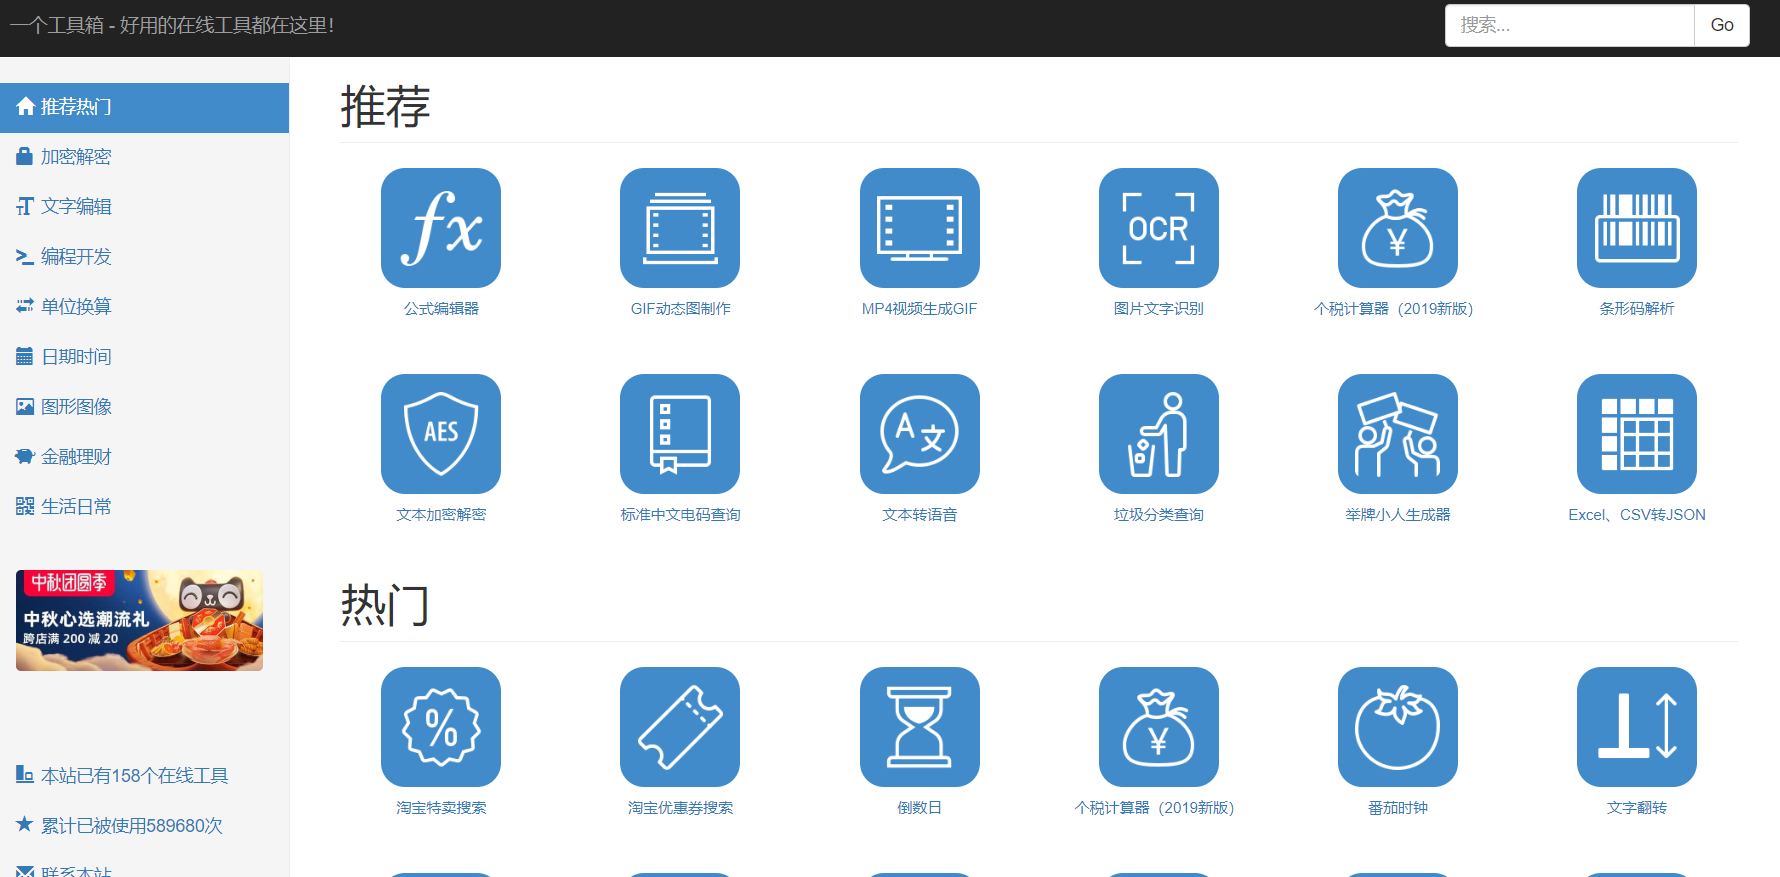 一个工具箱 - 好用的在线工具都在这里!
搜索...
Go
推荐热门
加密解密
文字编辑
编程开发
单位换算
日期时间
图形图像
金融理财
生活日常
中秋团圆季
中秋心选潮流礼
跨店满 200 减 20
本站已有158个在线工具
累计已被使用589680次
联系本站
推荐
fx
OCR
¥
公式编辑器
GIF动态图制作
MP4视频生成GIF
图片文字识别
个税计算器（2019新版）
条形码解析
AES
A 文
文本加密解密
标准中文电码查询
文本转语音
垃圾分类查询
举牌小人生成器
Excel、CSV转JSON
热门
%
¥
淘宝特卖搜索
淘宝优惠券搜索
倒数日
个税计算器（2019新版）
番茄时钟
文字翻转